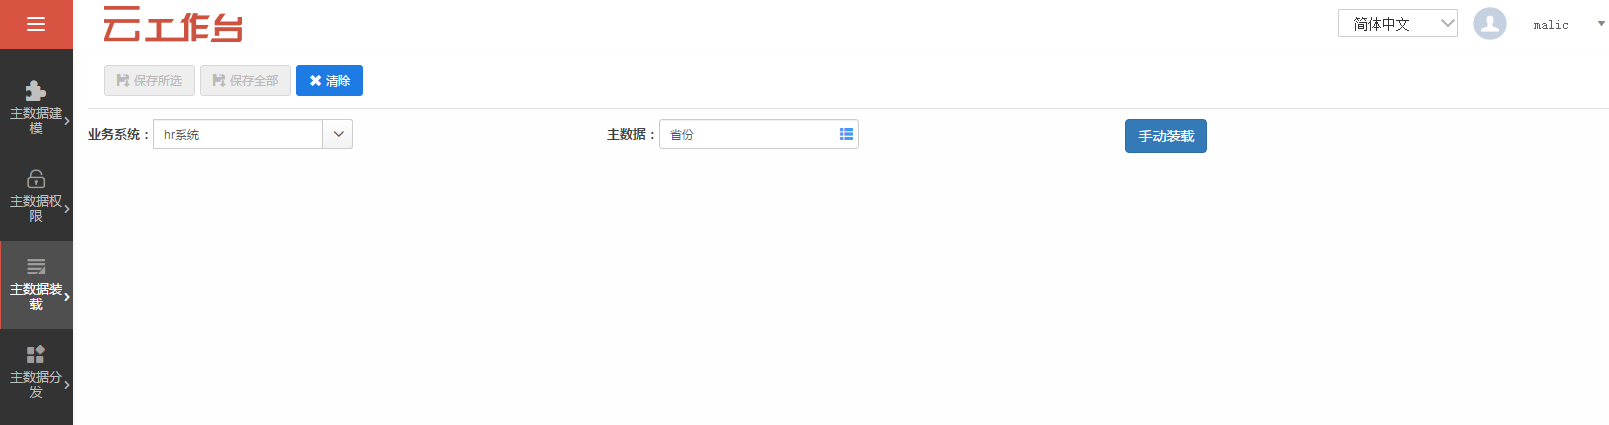 云工作台
简体中文
malic
保存所选
保存全部
清除
业务系统：
hr系统
主数据：
省份
手动装载
主数据建
模
主数据权
限
主数据装
载
主数据分
发